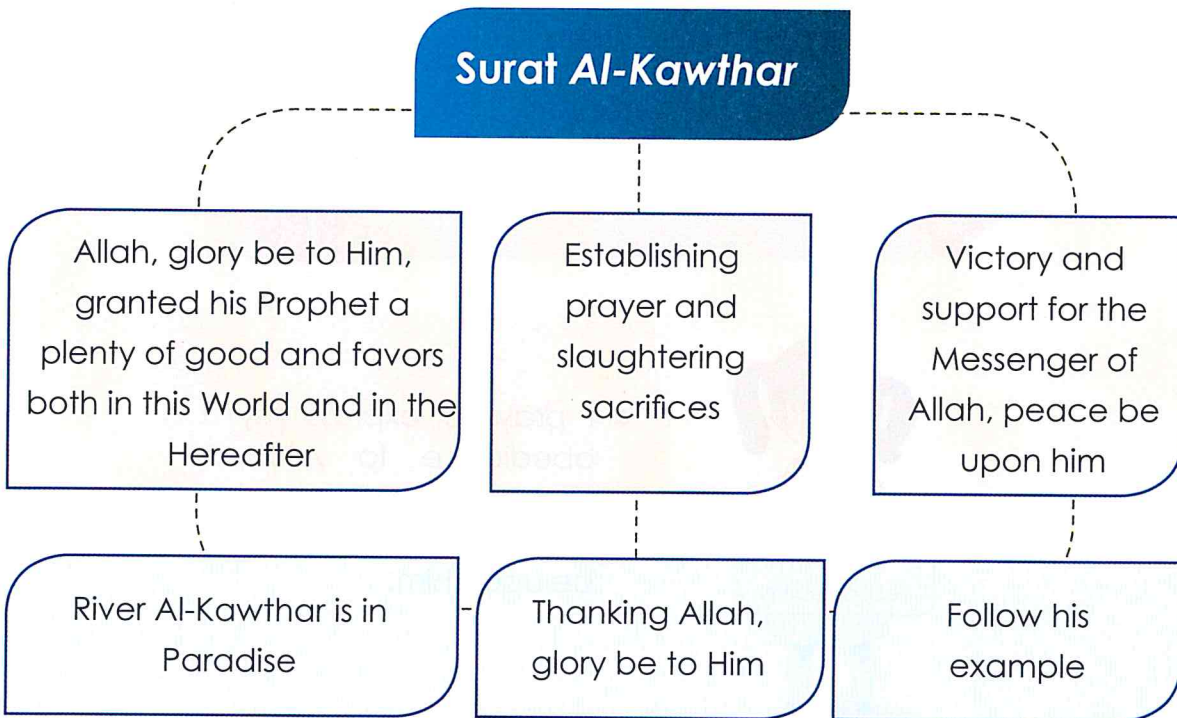 Surat Al-Kawthar
Allah, glory be to Him,
granted his Prophet a
plenty of good and favors
both in this World and in the
Hereafter
Establishing
prayer and
slaughtering
sacrifices
Victory and
support for the
Messenger of
Allah, peace be
upon him
River Al-Kawthar is in
Paradise
Thanking Allah,
glory be to Him
Follow his
example